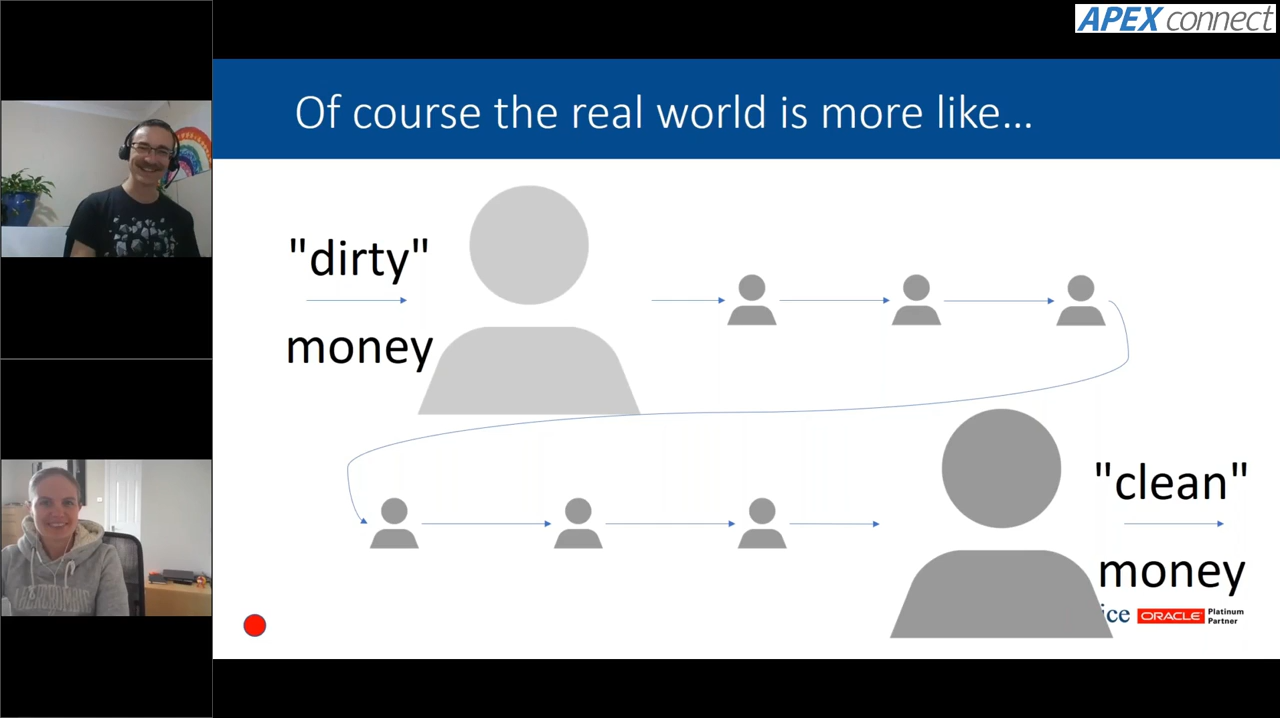 APEX connect
Of course the real world is more like...
"dirty"
money
"clean"
money
ice ORACLE Platinum
Partner